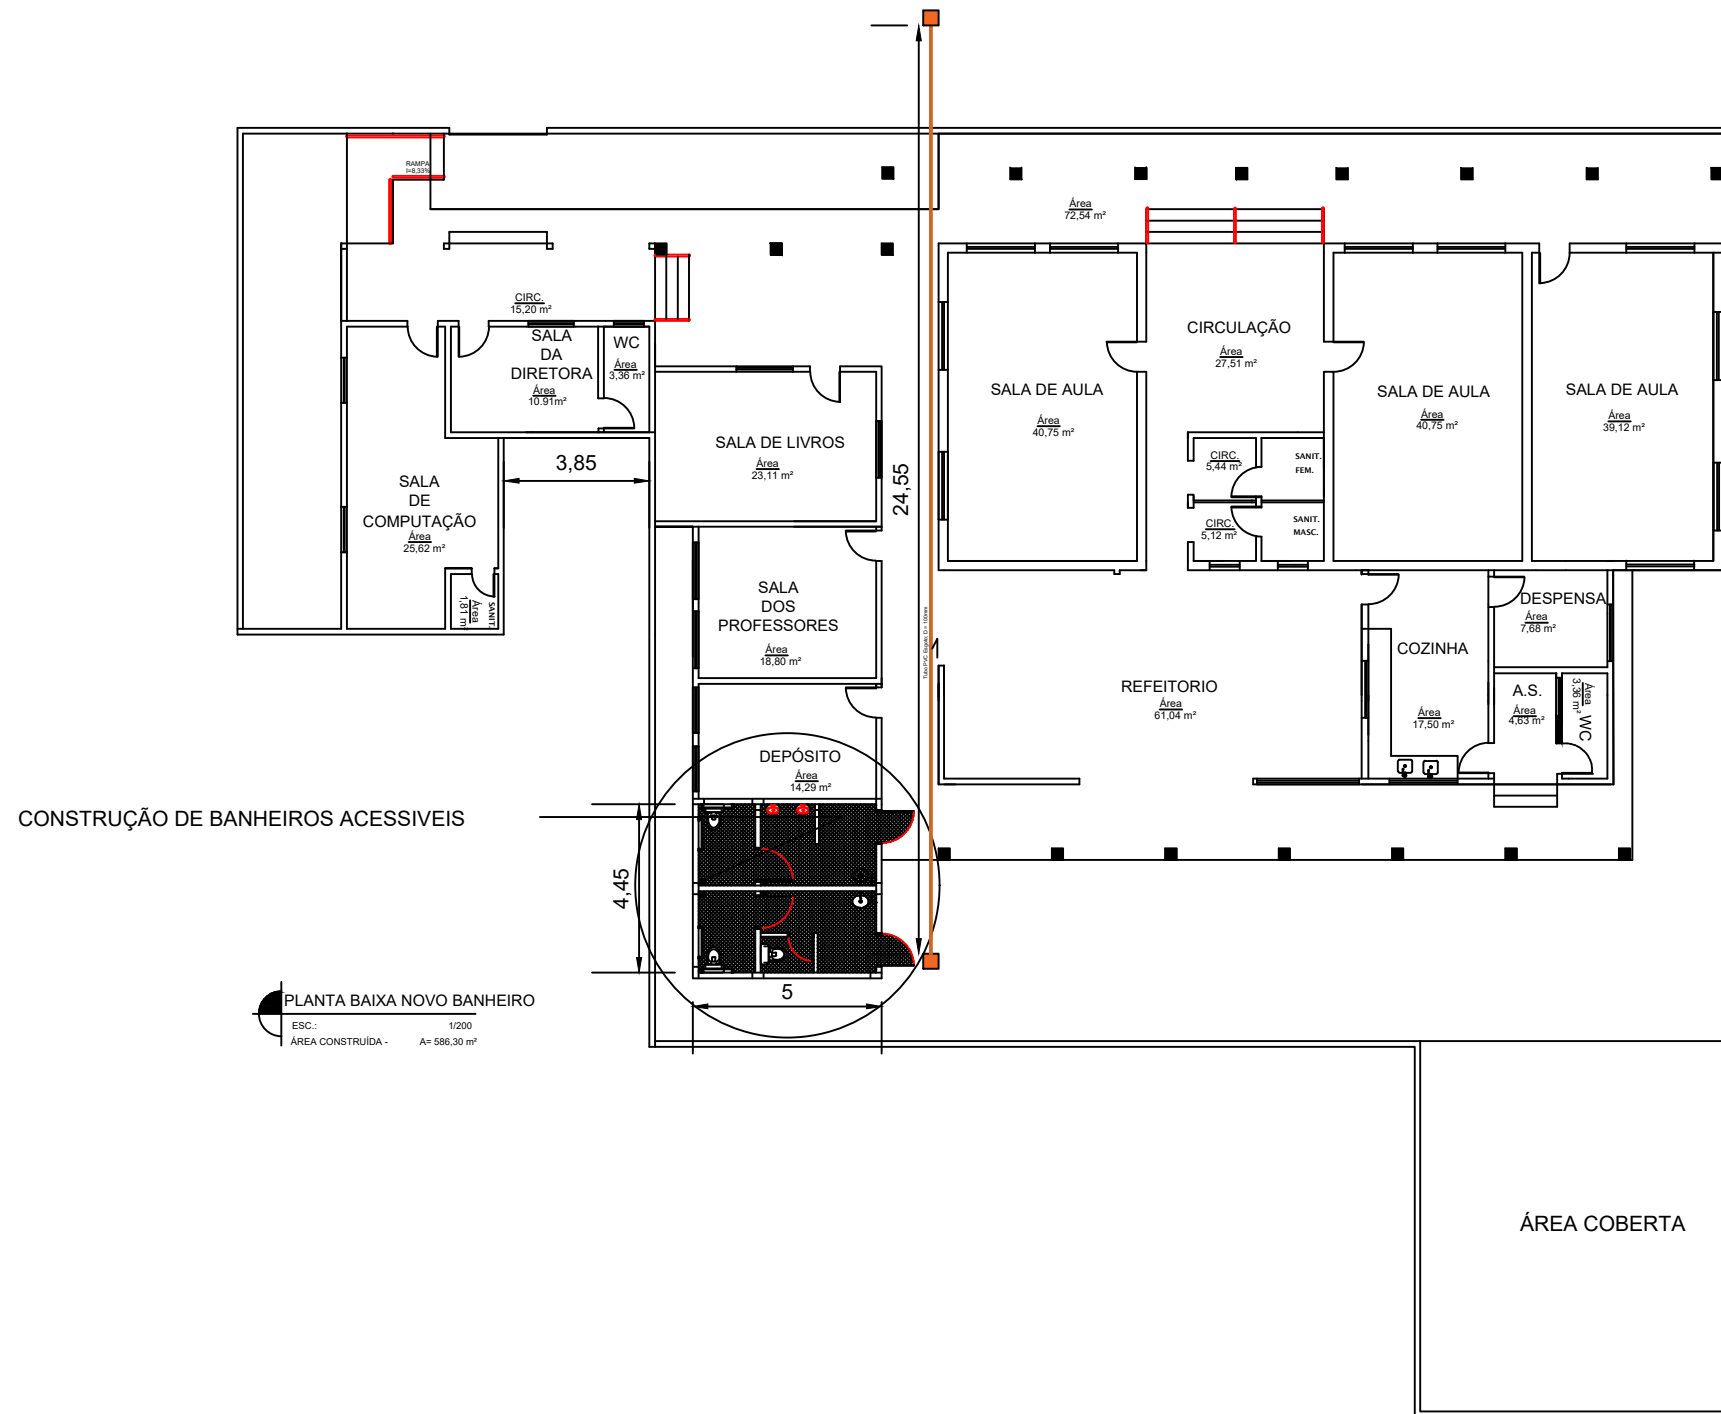 RAMPA
I=8,33%
Área
72,54 m²
CIRC.
15,20 m²
SALA
DA
DIRETORA
Área
10.91m²
WC
Área
3,36 m²
SALA DE LIVROS
Área
23,11 m²
3,85
24,55
SALA
DE
COMPUTAÇÃO
Área
25,62 m²
SANIT.
Área
1,81 m²
SALA DE AULA
Área
40,75 m²
CIRCULAÇÃO
Área
27,51 m²
SALA DE AULA
Área
40,75 m²
SALA DE AULA
Área
39,12 m²
CIRC.
5,44 m²
SANIT.
FEM.
CIRC.
5,12 m²
SANIT.
MASC.
SALA
DOS
PROFESSORES
Área
18,80 m²
Tubo PVC Esgoto; D = 100mm
REFEITORIO
Área
61,04 m²
COZINHA
Área
17,50 m²
DESPENSA
Área
7,68 m²
A.S.
Área
4,63 m²
WC
Área
3,36 m²
DEPÓSITO
Área
14,29 m²
CONSTRUÇÃO DE BANHEIROS ACESSIVEIS
4,45
5
PLANTA BAIXA NOVO BANHEIRO
ESC.: 1/200
ÁREA CONSTRUÍDA - A= 586,30 m²
ÁREA COBERTA